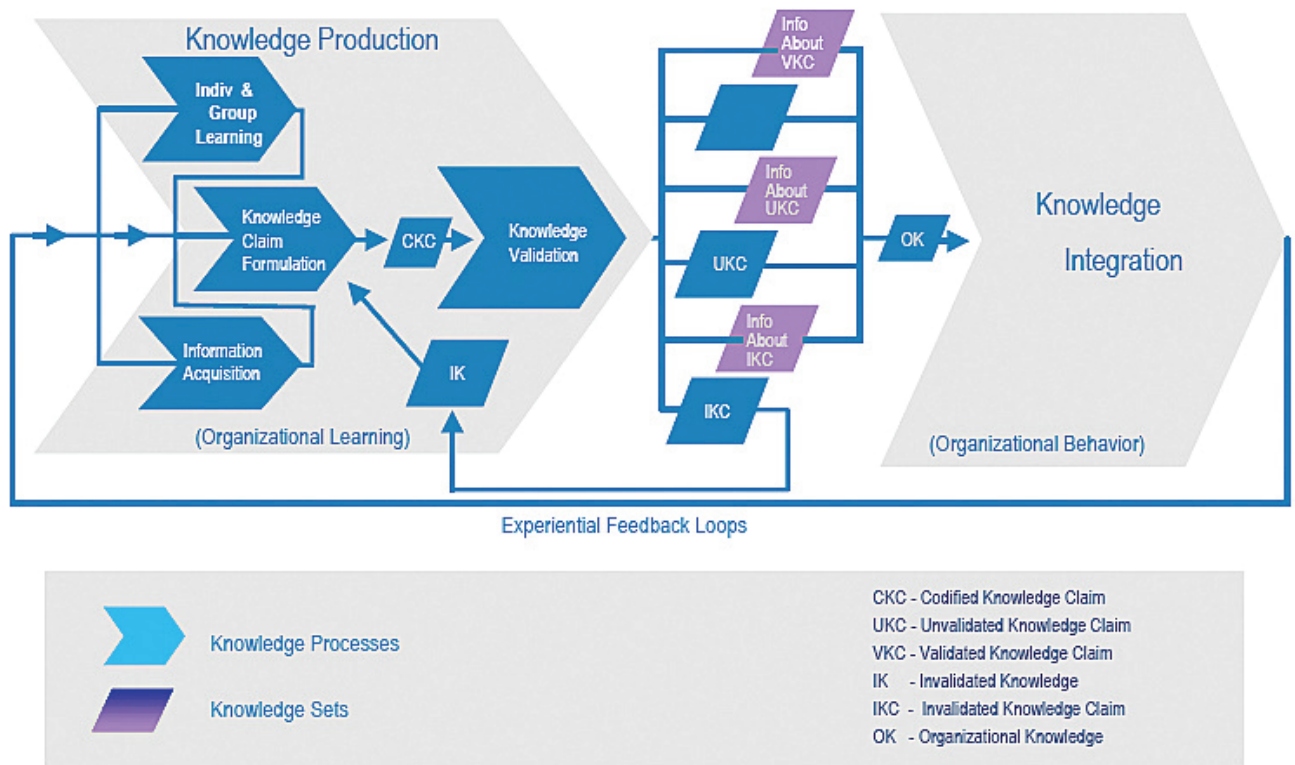 Knowledge Production
Indiv & 
Group
Learning
Knowledge
Claim
Formulation
Information
Acquisition
CKC
Knowledge
Validation
IK
(Organizational Learning)
Info
About
VKC
Info
About
UKC
UKC
Info
About
IKC
IKC
OK
Knowledge
Integration
(Organizational Behavior)
Experiential Feedback Loops
Knowledge Processes
Knowledge Sets
CKC - Codified Knowledge Claim
UKC - Unvalidated Knowledge Claim
VKC - Validated Knowledge Claim
IK - Invalidated Knowledge
IKC - Invalidated Knowledge Claim
OK - Organizational Knowledge